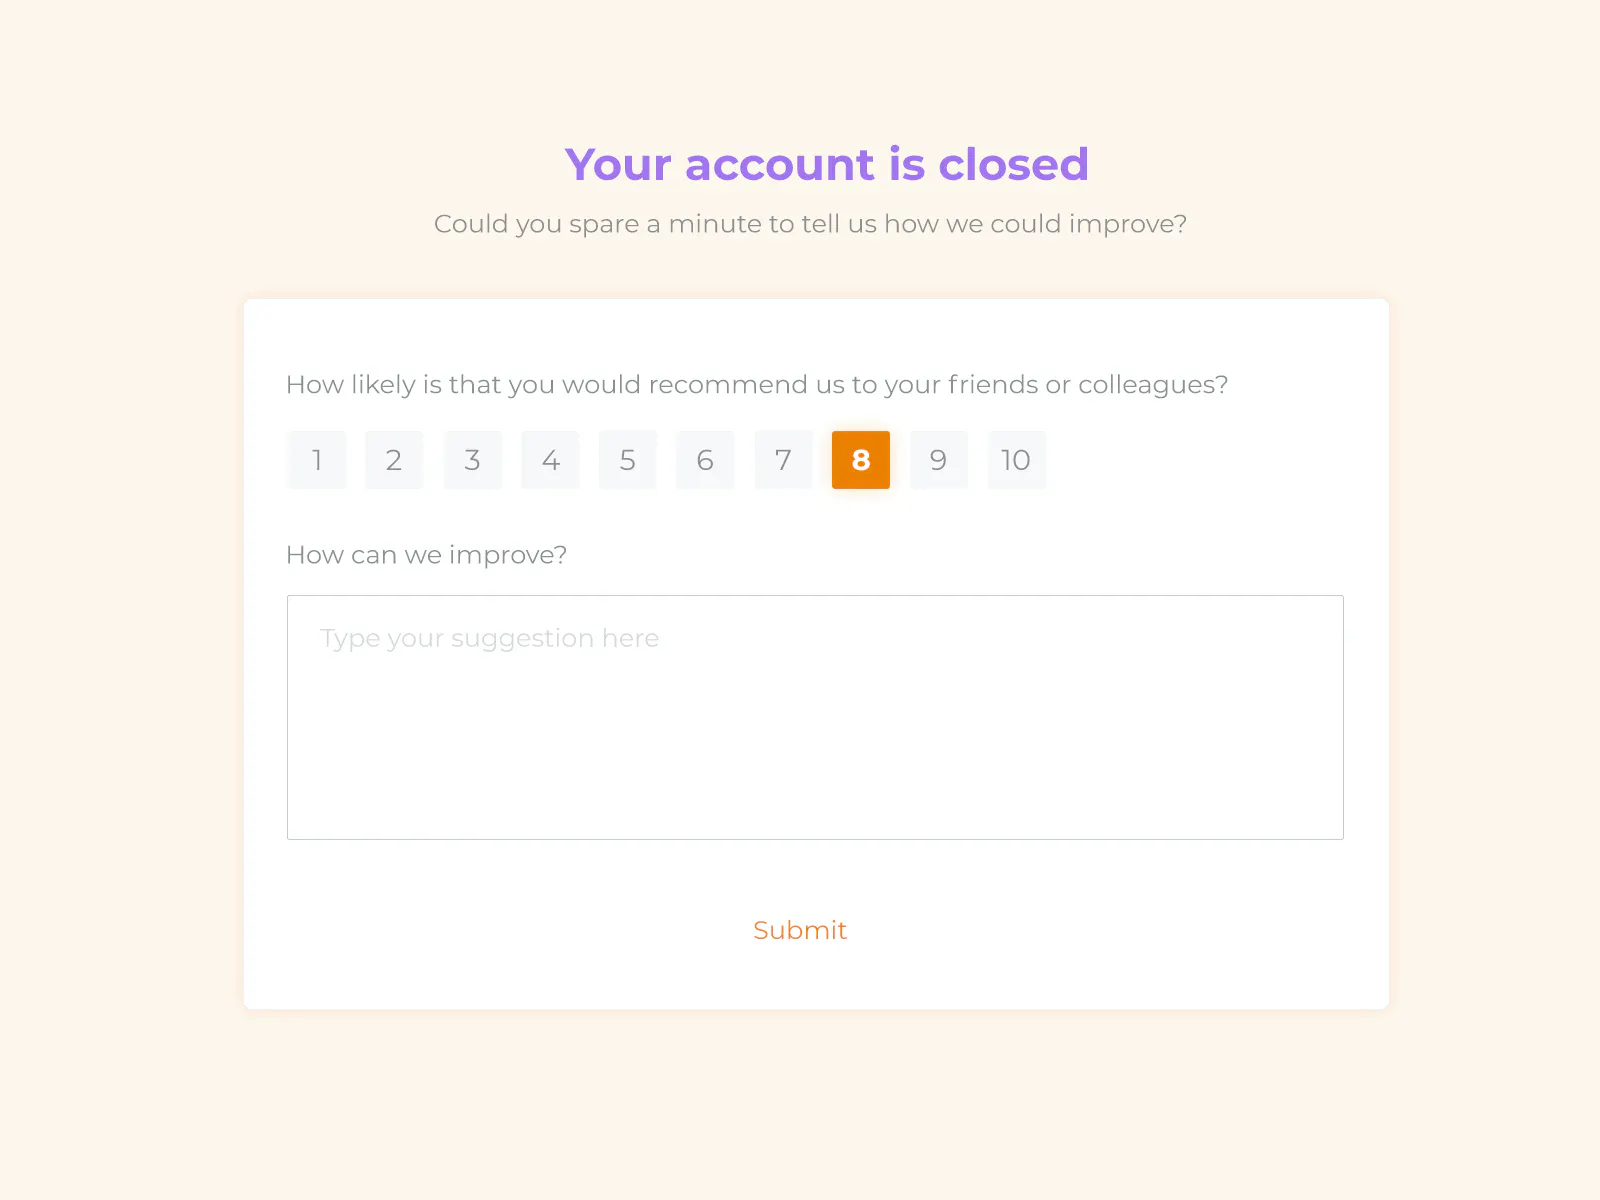 Your account is closed
Could you spare a minute to tell us how we could improve?
How likely is that you would recommend us to your friends or colleagues?
1 2 3 4 5 6 7 8 9 10
How can we improve?
Type your suggestion here
Submit